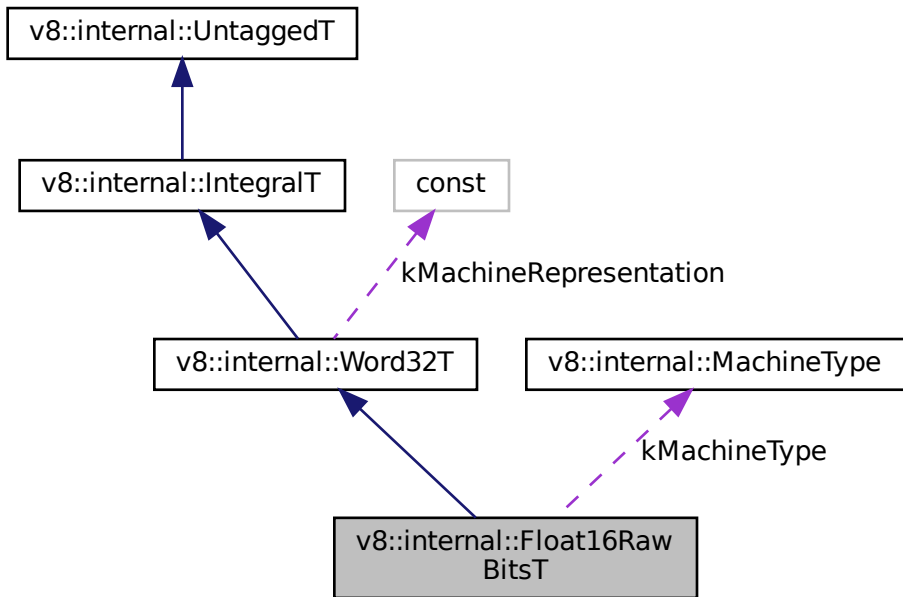 v8::internal::UntaggedT
v8::internal::IntegralT
const
kMachineRepresentation
v8::internal::Word32T
v8::internal::MachineType
kMachineType
v8::internal::Float16Raw
BitsT